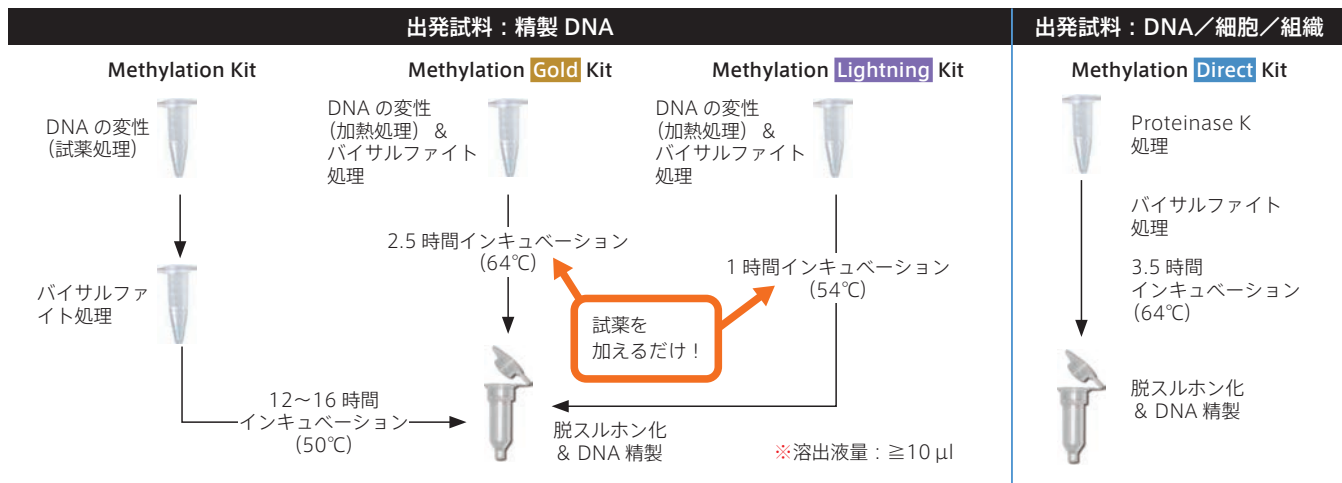 出発試料：精製 DNA
Methylation Kit
DNA の変性
（試薬処理）
バイサルファ
イト処理
12〜16 時間
インキュベーション
（50℃）
Methylation Gold Kit
DNA の変性
（加熱処理） &
バイサルファイト
処理
2.5 時間インキュベーション
（64℃）
Methylation Lightning Kit
DNA の変性
（加熱処理） &
バイサルファイト
処理
1 時間インキュベーション
（54℃）
試薬を
加えるだけ！
脱スルホン化
& DNA 精製
※溶出液量：≧10 µl
出発試料：DNA／細胞／組織
Methylation Direct Kit
Proteinase K
処理
バイサルファイト
処理
3.5 時間
インキュベーション
（64℃）
脱スルホン化
& DNA 精製